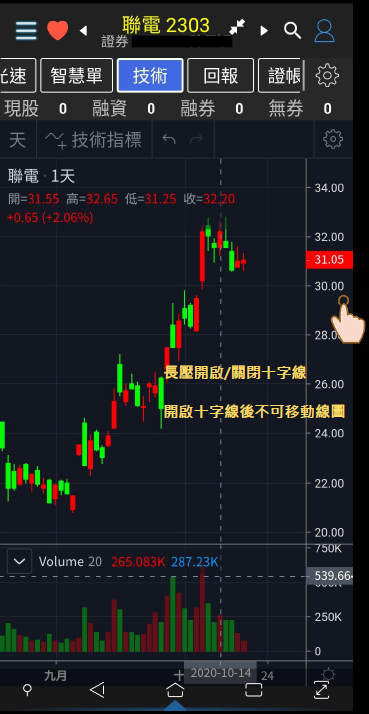 聯電 2303
證券
光速 智慧單 技術 回報 證帳
現股 0 融資 0 融券 0 無券 0
天 技術指標
聯電 · 1天
開=31.55 高=32.65 低=31.25 收=32.20
+0.65 (+2.06%)
34.00
32.00
31.05
30.00
28.00
長壓開啟/關閉十字線
26.00
開啟十字線後不可移動線圖
24.00
22.00
20.00
750K
Volume 20 265.083K 287.23K
539.66
250K
0
九月 十 2020-10-14 24